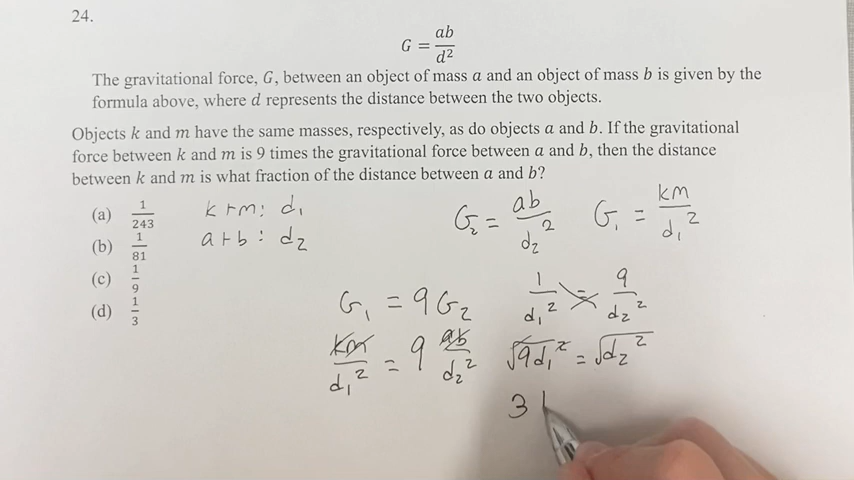 24.
G = ab/d²
The gravitational force, G, between an object of mass a and an object of mass b is given by the
formula above, where d represents the distance between the two objects.
Objects k and m have the same masses, respectively, as do objects a and b. If the gravitational
force between k and m is 9 times the gravitational force between a and b, then the distance
between k and m is what fraction of the distance between a and b?
(a) 1/243
(b) 1/81
(c) 1/9
(d) 1/3
k + m: d₁
a + b: d₂
G₂ = ab/d₂²
G₁ = km/d₁²
G₁ = 9G₂
km/d₁² = 9 ab/d₂²
1/d₁² = 9/d₂²
√9d₁² = √d₂²
3